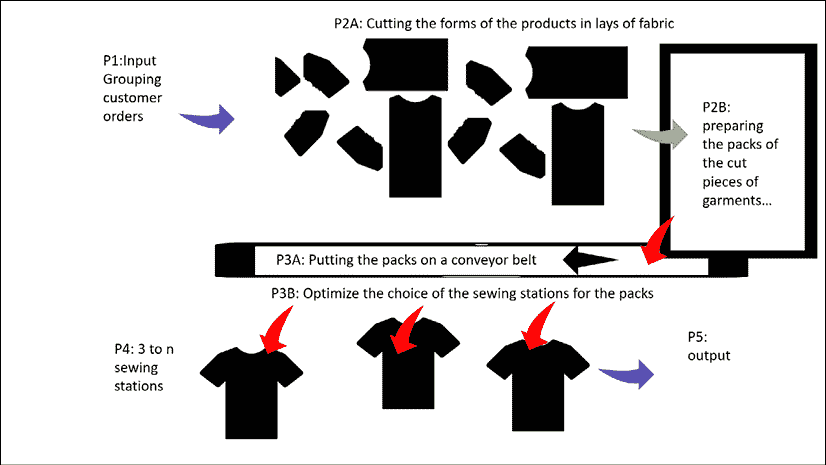 P2A: Cutting the forms of the products in lays of fabric
P1:Input
Grouping
customer
orders
P2B:
preparing
the packs of
the cut
pieces of
garments...
P3A: Putting the packs on a conveyor belt
P3B: Optimize the choice of the sewing stations for the packs
P4: 3 to n
sewing
stations
P5:
output